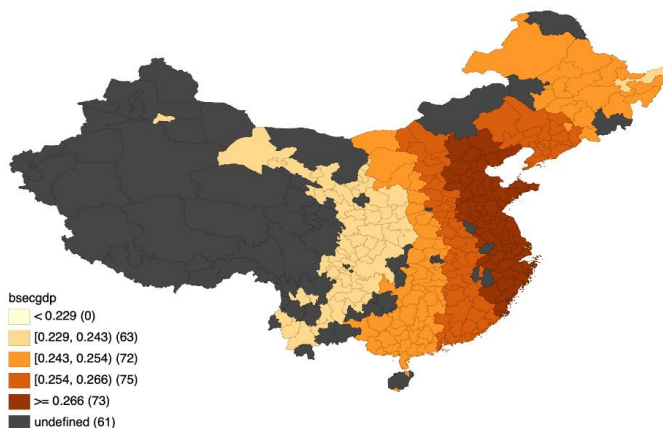 bsecgdp
< 0.229 (0)
[0.229, 0.243) (63)
[0.243, 0.254) (72)
[0.254, 0.266) (75)
>= 0.266 (73)
undefined (61)